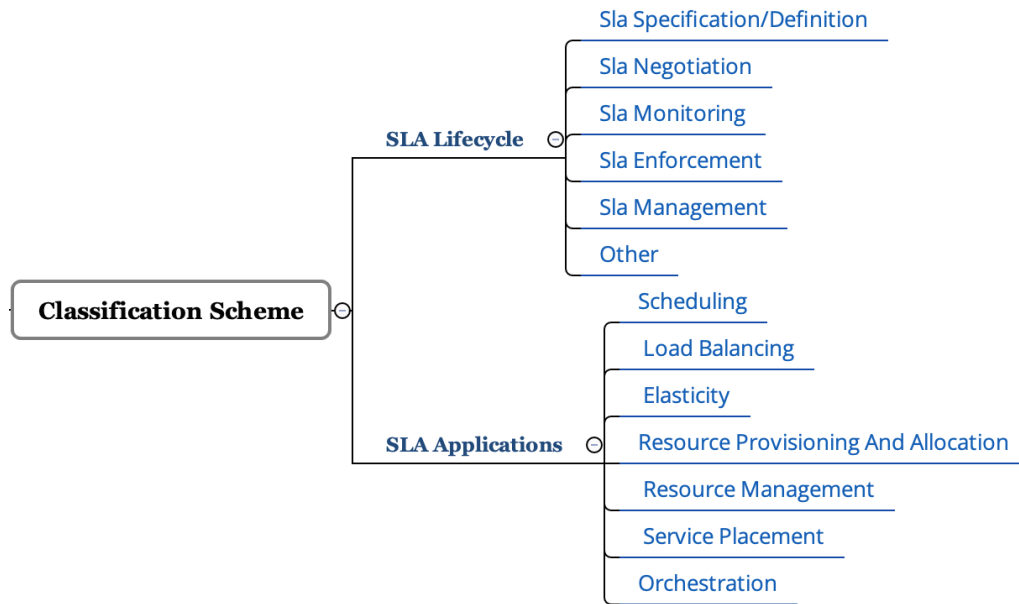 Sla Specification/Definition
Sla Negotiation
Sla Monitoring
SLA Lifecycle
Sla Enforcement
Sla Management
Other
Classification Scheme
Scheduling
Load Balancing
Elasticity
SLA Applications
Resource Provisioning And Allocation
Resource Management
Service Placement
Orchestration